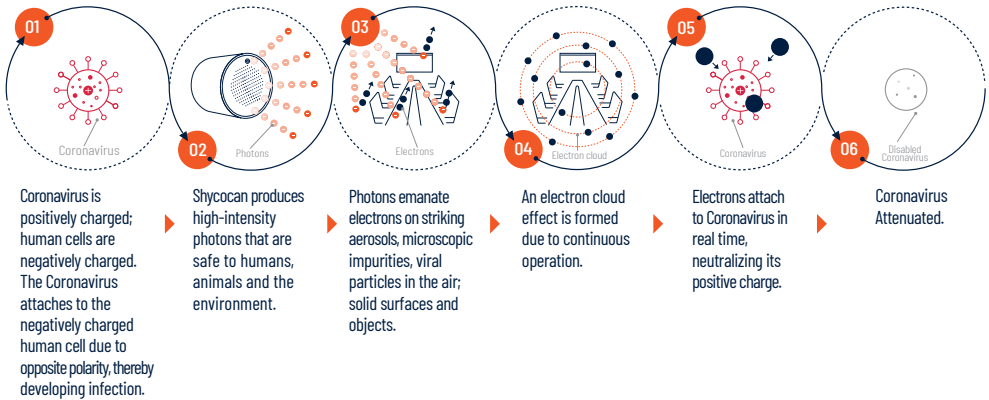 01
Coronavirus
Coronavirus is
positively charged;
human cells are
negatively charged.
The Coronavirus
attaches to the
negatively charged
human cell due to
opposite polarity, thereby
developing infection.
02
Photons
Shycocan produces
high-intensity
photons that are
safe to humans,
animals and the
environment.
03
Electrons
Photons emanate
electrons on striking
aerosols, microscopic
impurities, viral
particles in the air;
solid surfaces and
objects.
04
Electron cloud
An electron cloud
effect is formed
due to continuous
operation.
05
Coronavirus
Electrons attach
to Coronavirus in
real time,
neutralizing its
positive charge.
06
Disabled
Coronavirus
Coronavirus
Attenuated.